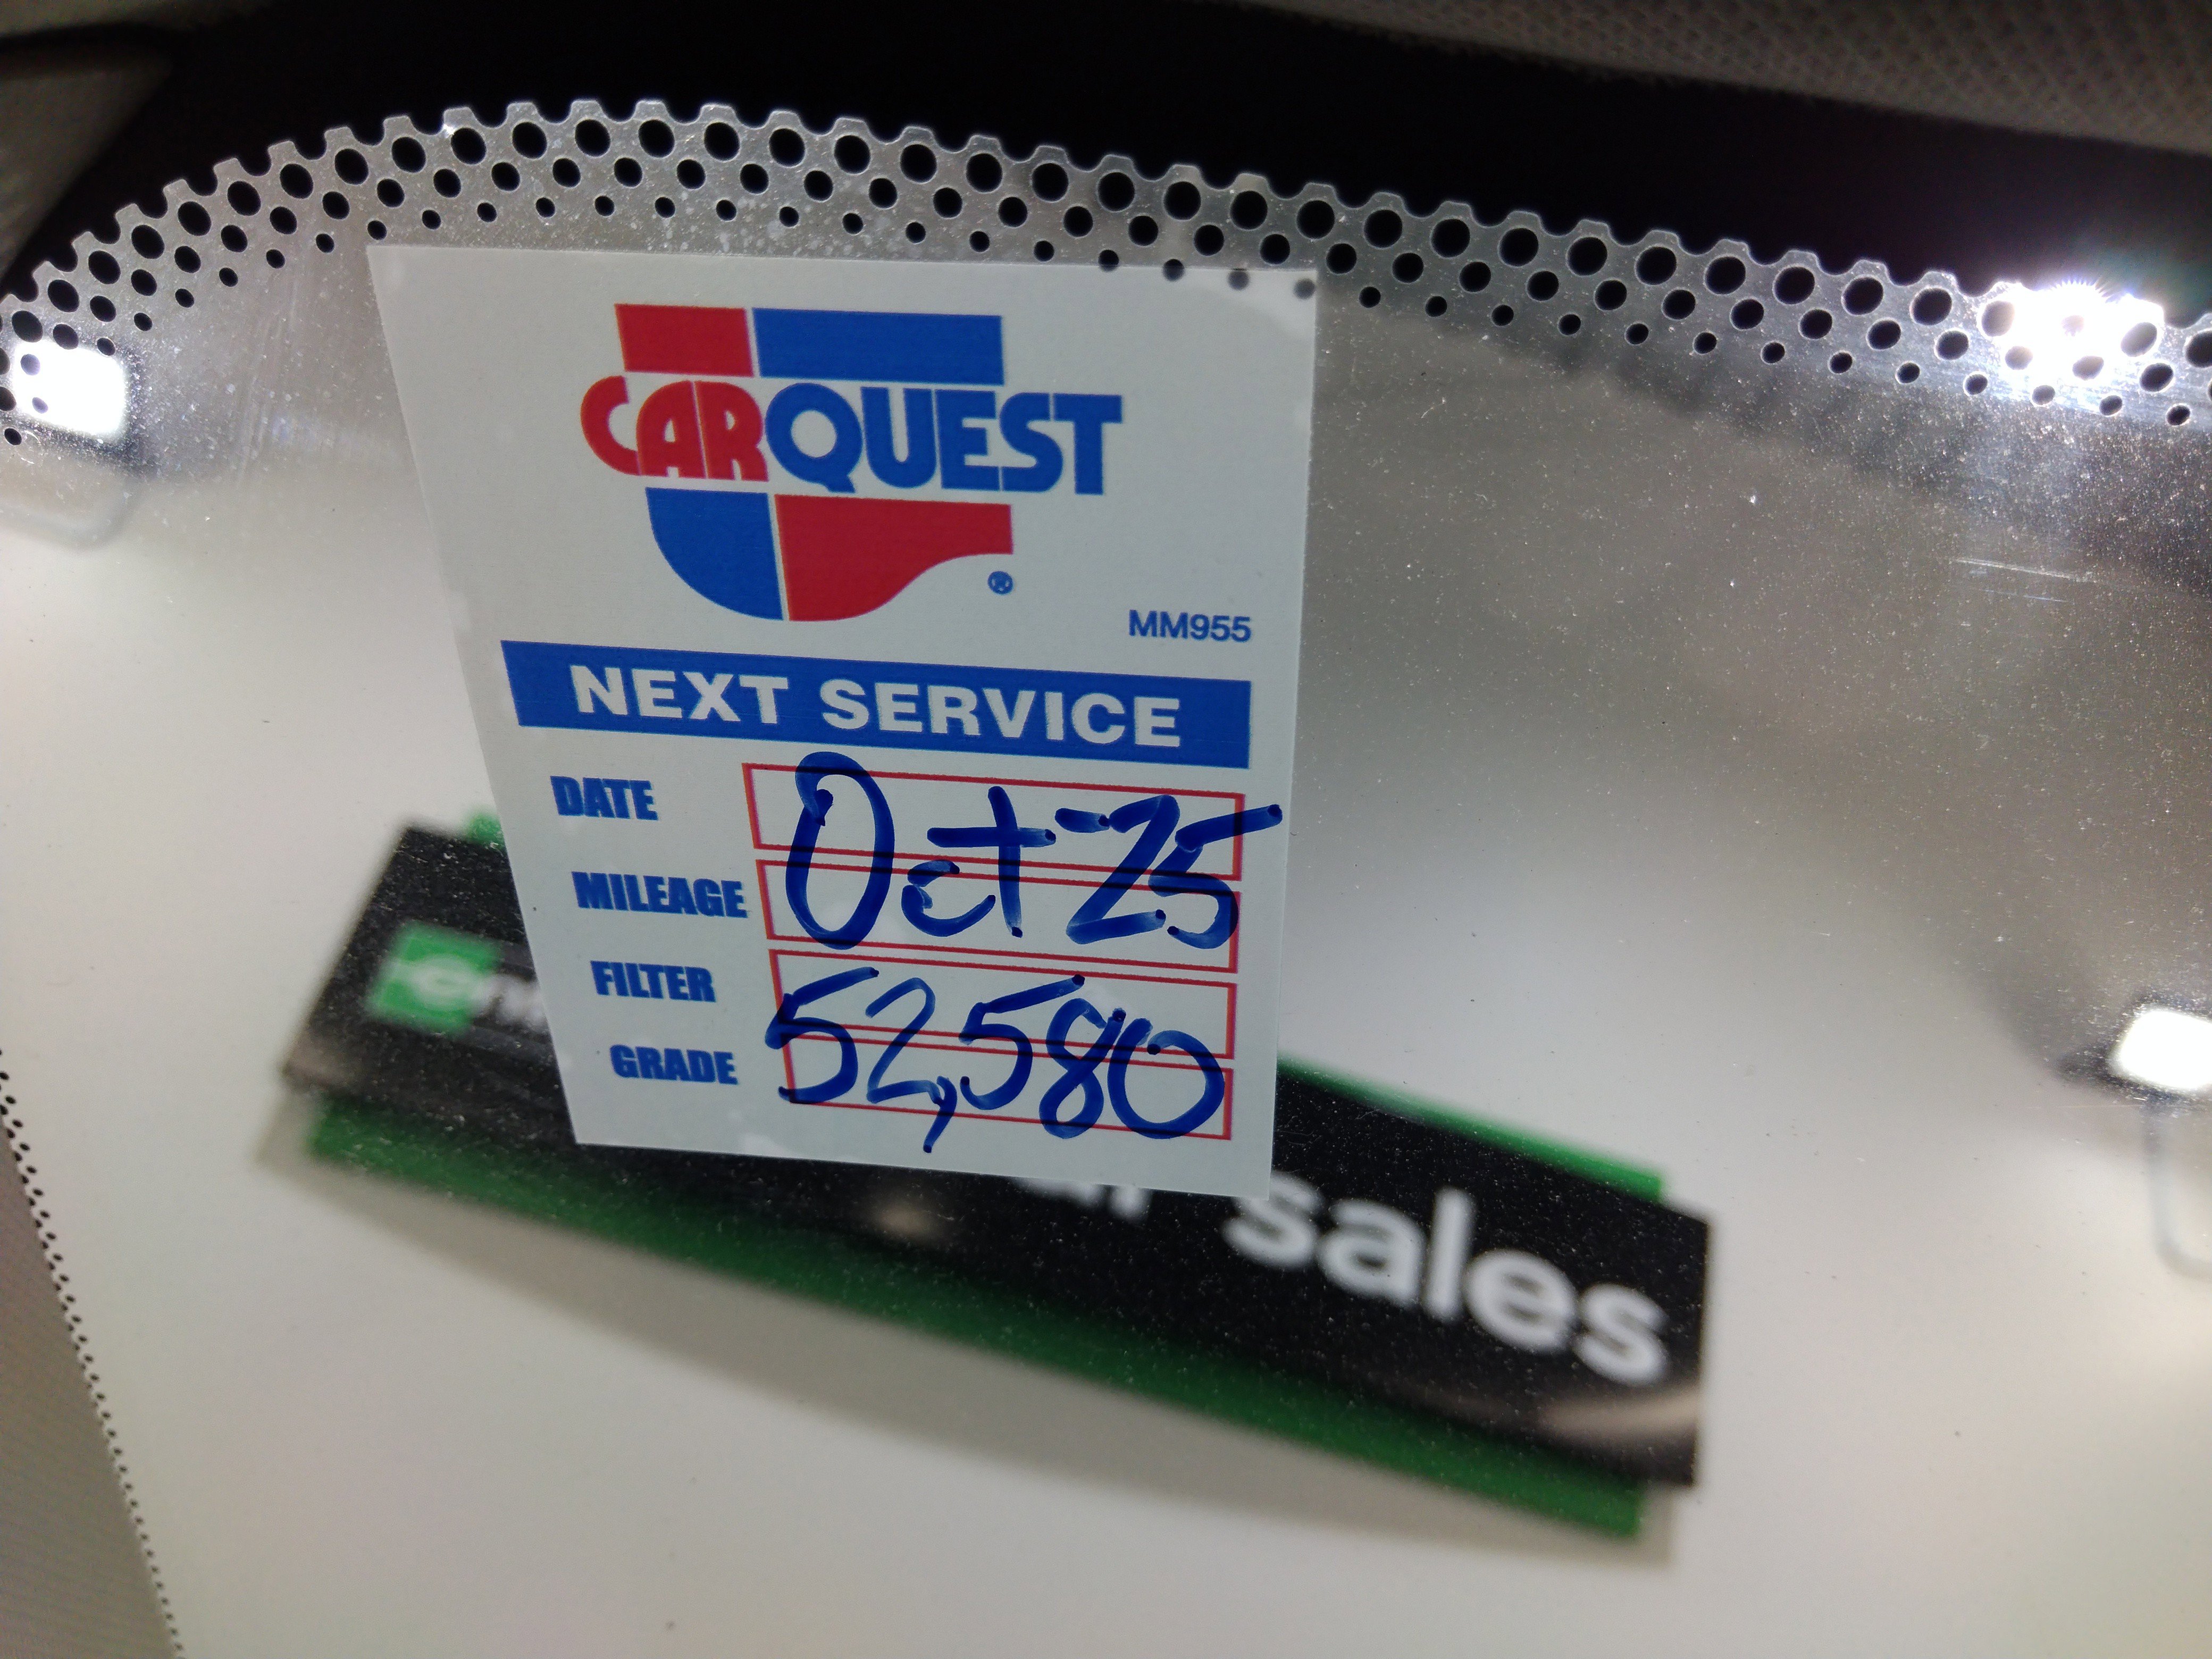 CARQUEST
®
MM955
NEXT SERVICE
DATE
Oct-25
MILEAGE
FILTER
52,580
GRADE
sales